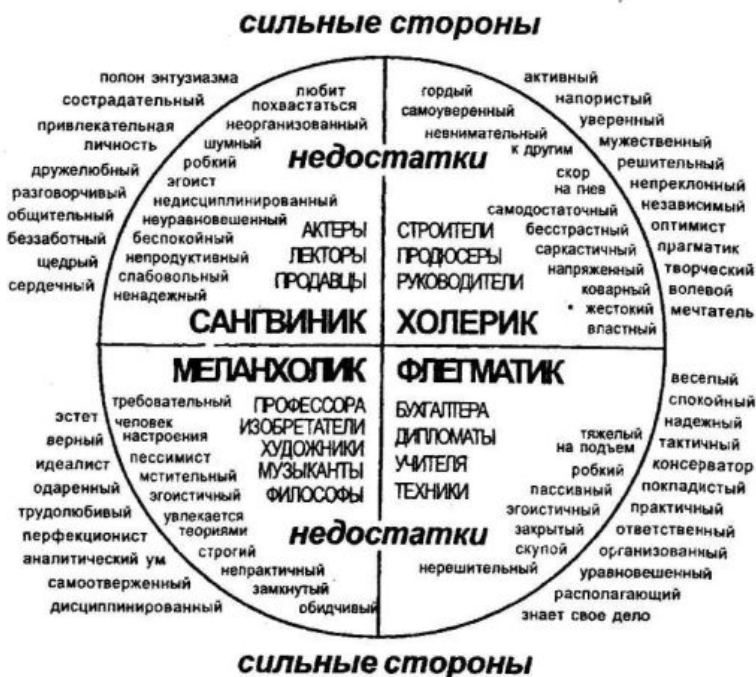 сильные стороны
полон энтузиазма
сострадательный
привлекательная
личность
дружелюбный
разговорчивый
общительный
беззаботный
щедрый
сердечный
любит
похвастаться
неорганизованный
шумный
робкий
эгоист
недисциплинированный
неуравновешенный
беспокойный
непродуктивный
слабовольный
ненадежный
недостатки
АКТЕРЫ
ЛЕКТОРЫ
ПРОДАВЦЫ
САНГВИНИК
гордый
самоуверенный
невнимательный
к другим
скор
на гнев
самодостаточный
бесстрастный
саркастичный
напряженный
коварный
жестокий
властный
СТРОИТЕЛИ
ПРОДЮСЕРЫ
РУКОВОДИТЕЛИ
ХОЛЕРИК
активный
напористый
уверенный
мужественный
решительный
непреклонный
независимый
оптимист
прагматик
творческий
волевой
мечтатель
МЕЛАНХОЛИК
ПРОФЕССОРА
ИЗОБРЕТАТЕЛИ
ХУДОЖНИКИ
МУЗЫКАНТЫ
ФИЛОСОФЫ
требовательный
человек
настроения
пессимист
мстительный
эгоистичный
увлекается
теориями
строгий
непрактичный
замкнутый
обидчивый
эстет
верный
идеалист
одаренный
трудолюбивый
перфекционист
аналитический ум
самоотверженный
дисциплинированный
недостатки
ФЛЕГМАТИК
БУХГАЛТЕРА
ДИПЛОМАТЫ
УЧИТЕЛЯ
ТЕХНИКИ
тяжелый
на подъем
робкий
пассивный
эгоистичный
закрытый
скупой
нерешительный
веселый
спокойный
надежный
тактичный
консерватор
покладистый
практичный
ответственный
организованный
уравновешенный
располагающий
знает свое дело
сильные стороны